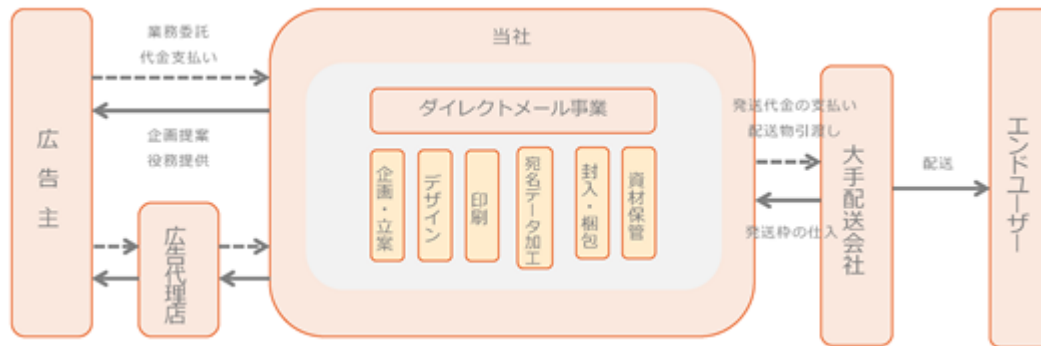 広告主
業務委託
代金支払い
企画提案
役務提供
広告代理店
当社
ダイレクトメール事業
企画・立案
デザイン
印刷
宛名データ加工
封入・梱包
資材保管
発送代金の支払い
配送物引渡し
発送枠の仕入
大手配送会社
配送
エンドユーザー